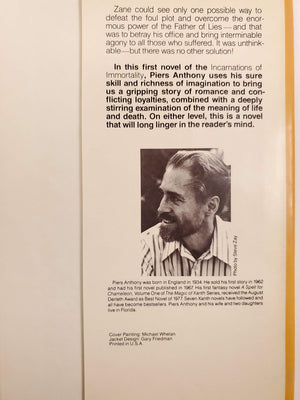 Zane could see only one possible way to
defeat the foul plot and overcome the enor-
mous power of the Father of Lies—and that
was to betray his office and bring interminable
agony to all those who suffered. It was unthink-
able—but there was no other solution!
In this first novel of the Incarnations of
Immortality, Piers Anthony uses his sure
skill and richness of imagination to bring
us a gripping story of romance and con-
flicting loyalties, combined with a deeply
stirring examination of the meaning of life
and death. On either level, this is a novel
that will long linger in the reader's mind.
Photo by Steve Zay
Piers Anthony was born in England in 1934. He sold his first story in 1962
and had his first novel published in 1967. His first fantasy novel A Spell for
Chameleon, Volume One of The Magic of Xanth Series, received the August
Derleth Award as Best Novel of 1977. Seven Xanth novels have followed and
all have become bestsellers. Piers Anthony and his wife and two daughters
live in Florida.
Cover Painting: Michael Whelan
Jacket Design: Gary Friedman
Printed in U.S.A